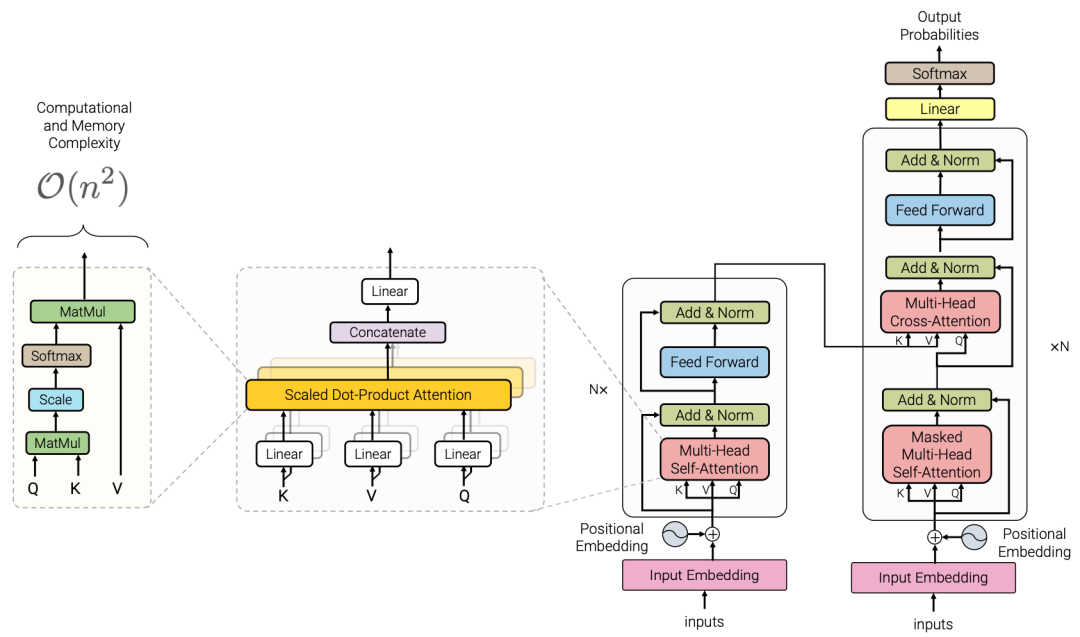 Computational
and Memory
Complexity
O(n²)
MatMul
Softmax
Scale
MatMul
Q K V
Linear
Concatenate
Scaled Dot-Product Attention
Linear Linear Linear
K V Q
Add & Norm
Feed Forward
N×
Add & Norm
Multi-Head
Self-Attention
K V Q
Positional
Embedding
Input Embedding
inputs
Output
Probabilities
Softmax
Linear
Add & Norm
Feed Forward
Add & Norm
Multi-Head
Cross-Attention
K V Q
×N
Add & Norm
Masked
Multi-Head
Self-Attention
K V Q
Positional
Embedding
Input Embedding
inputs